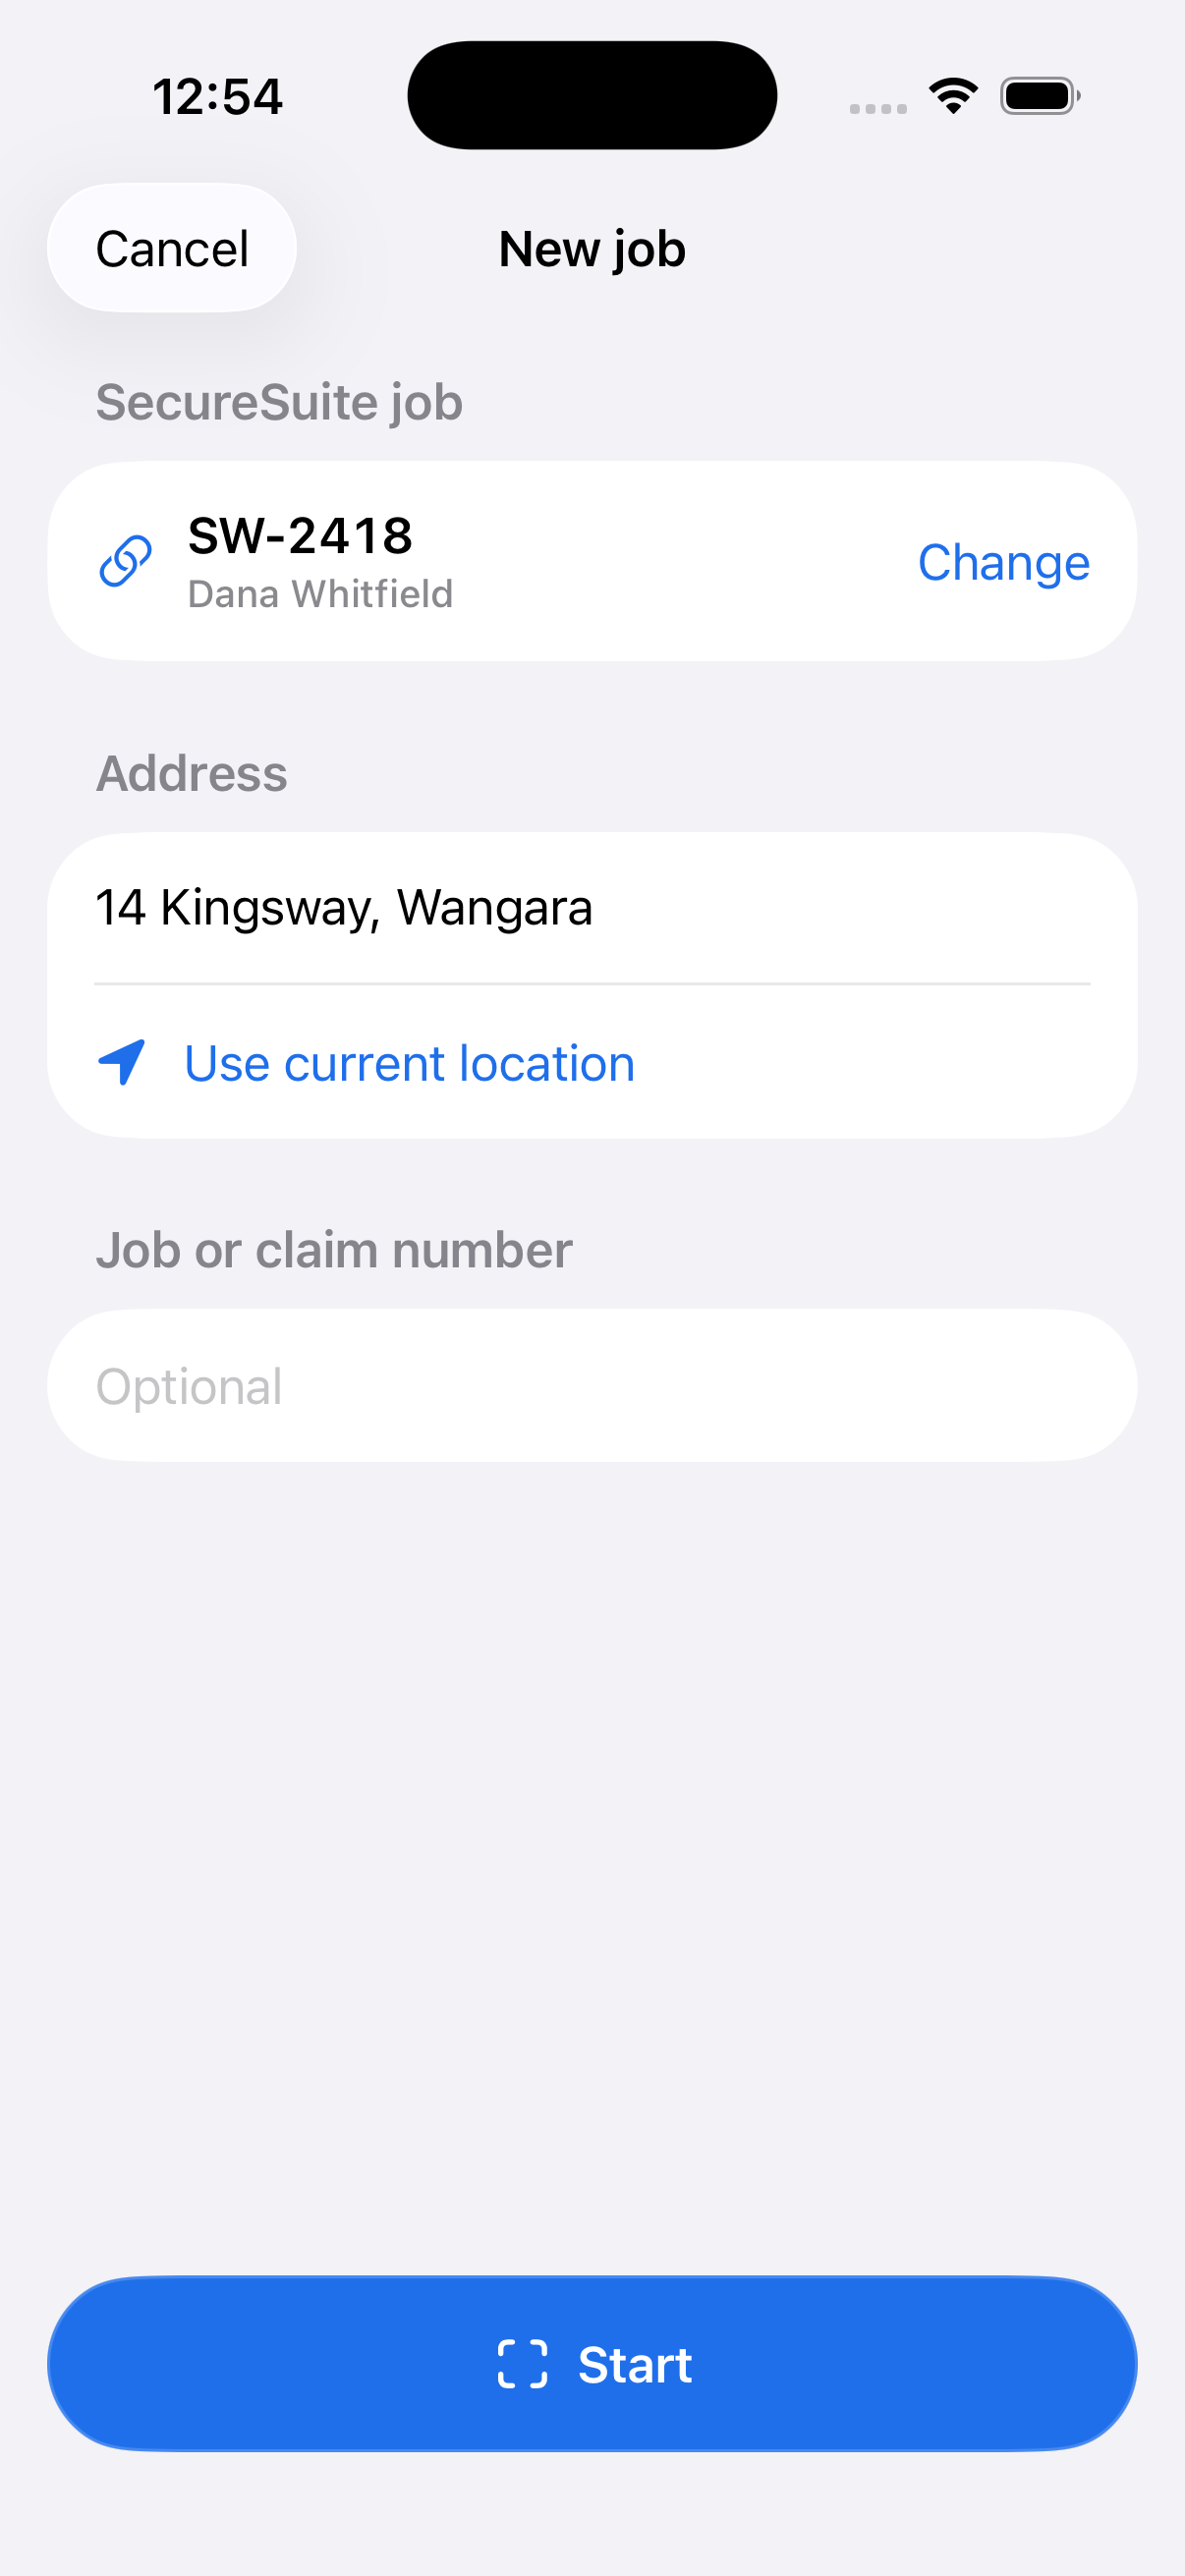 12:54
Cancel
New job
SecureSuite job
SW-2418
Dana Whitfield
Change
Address
14 Kingsway, Wangara
Use current location
Job or claim number
Optional
Start